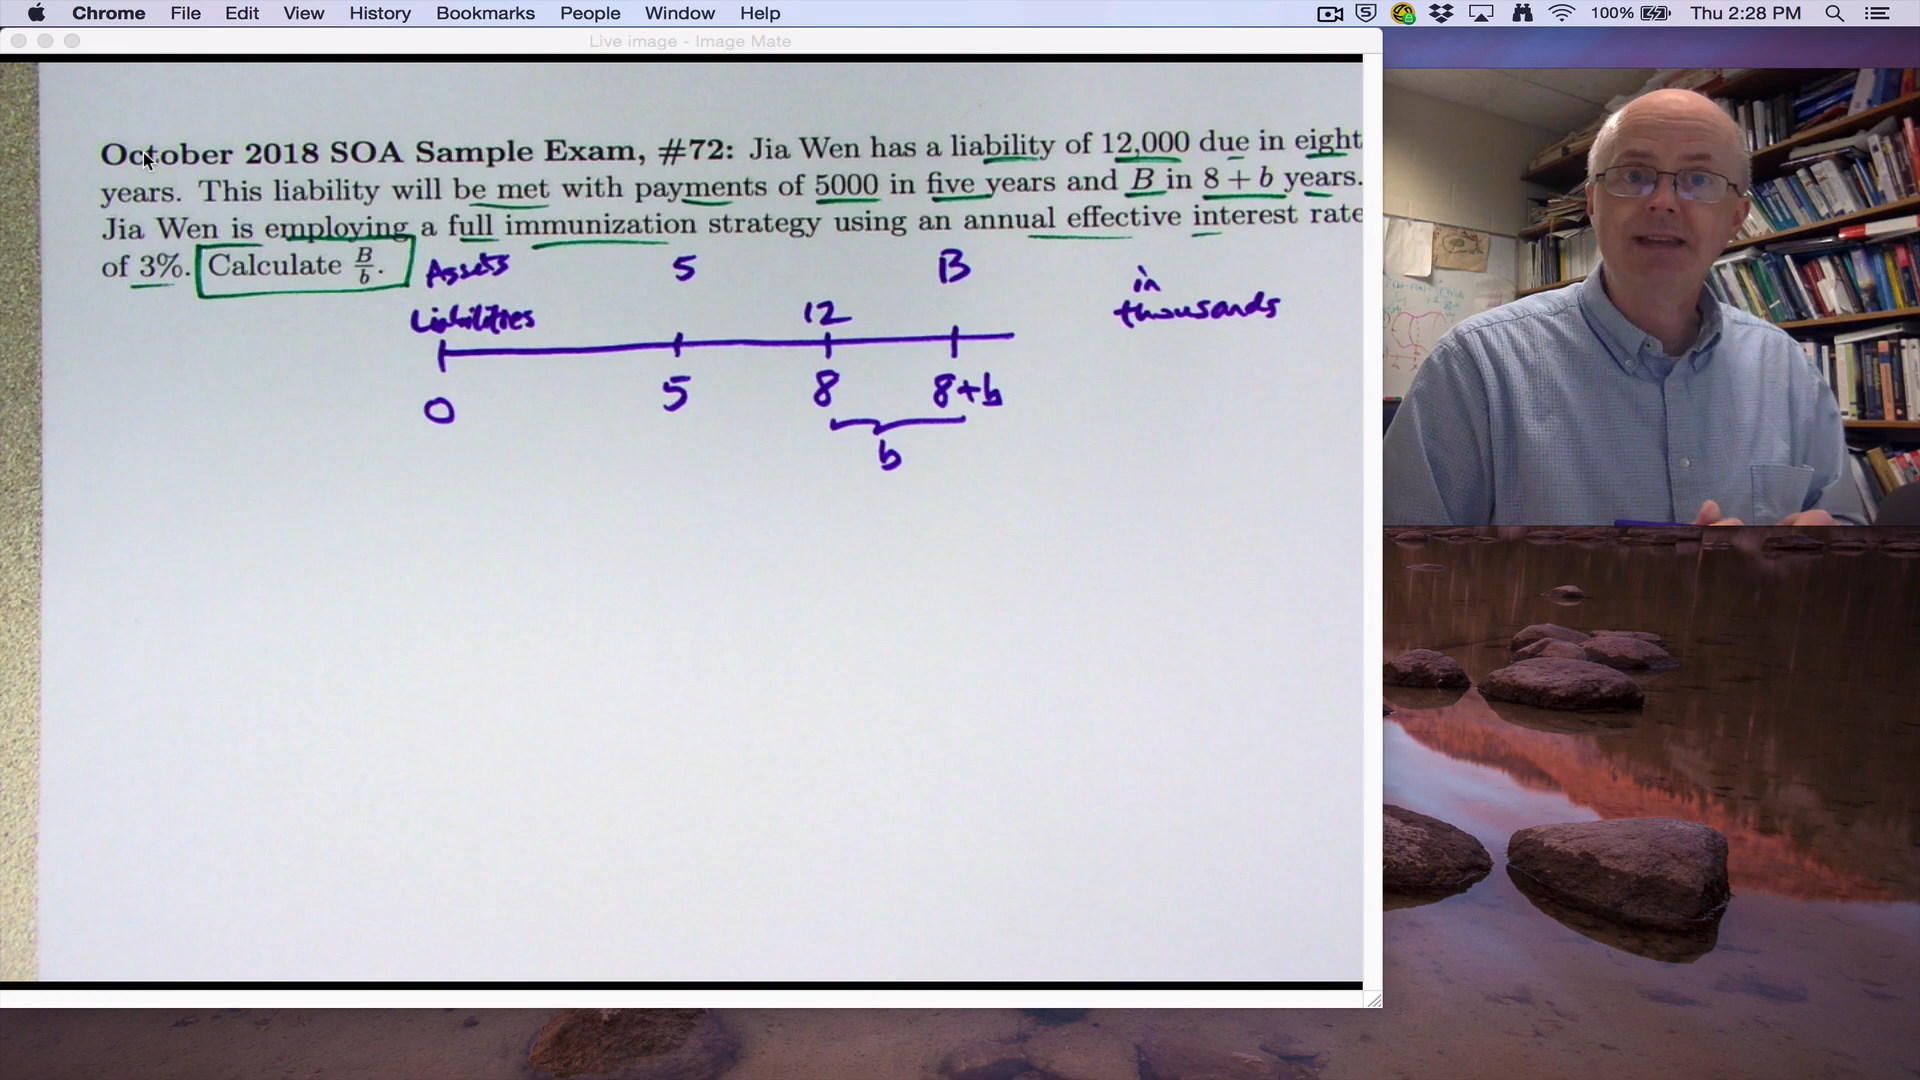 Chrome File Edit View History Bookmarks People Window Help 100% Thu 2:28 PM
Live image - Image Mate
October 2018 SOA Sample Exam, #72: Jia Wen has a liability of 12,000 due in eight
years. This liability will be met with payments of 5000 in five years and B in 8 + b years.
Jia Wen is employing a full immunization strategy using an annual effective interest rate
of 3%. Calculate B/b.
Assets 5 B in
Liabilities 12 thousands
0 5 8 8+b
b